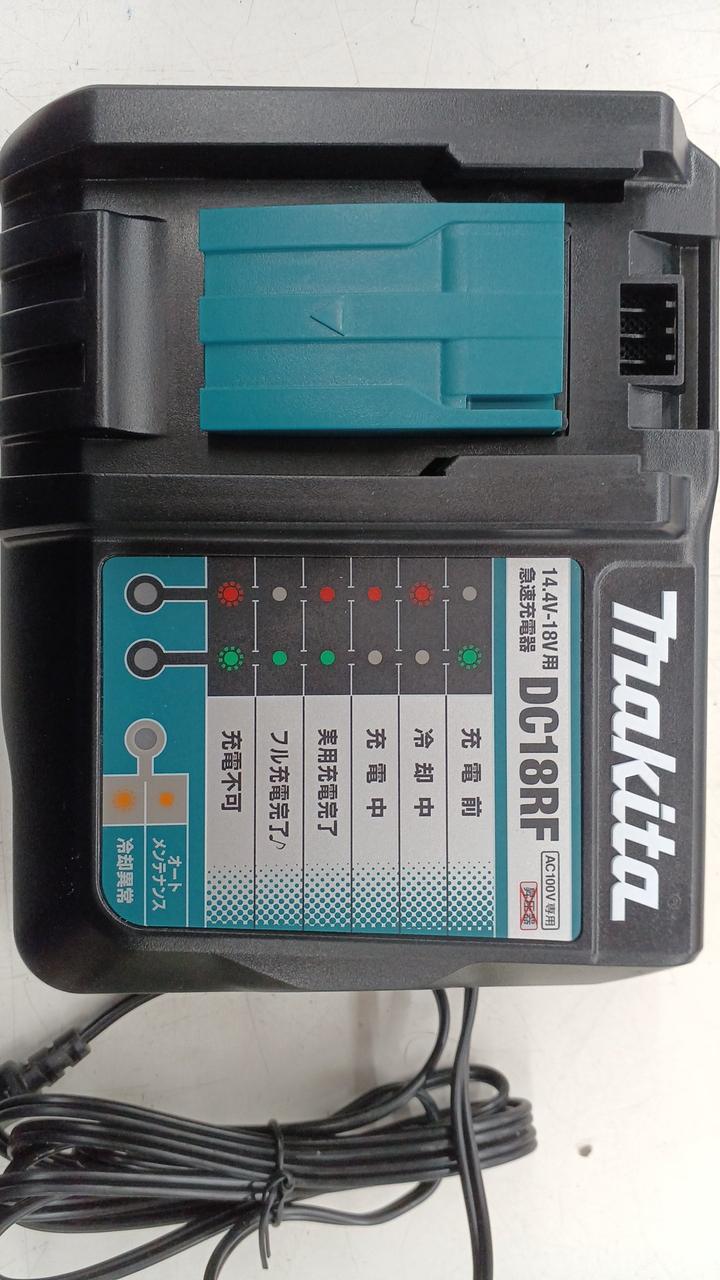 makita
14.4V-18V用
急速充電器
DC18RF
AC100V専用
昇圧器
充電前
冷却中
充電中
実用充電完了
フル充電完了♪
充電不可
オート
メンテナンス
冷却異常